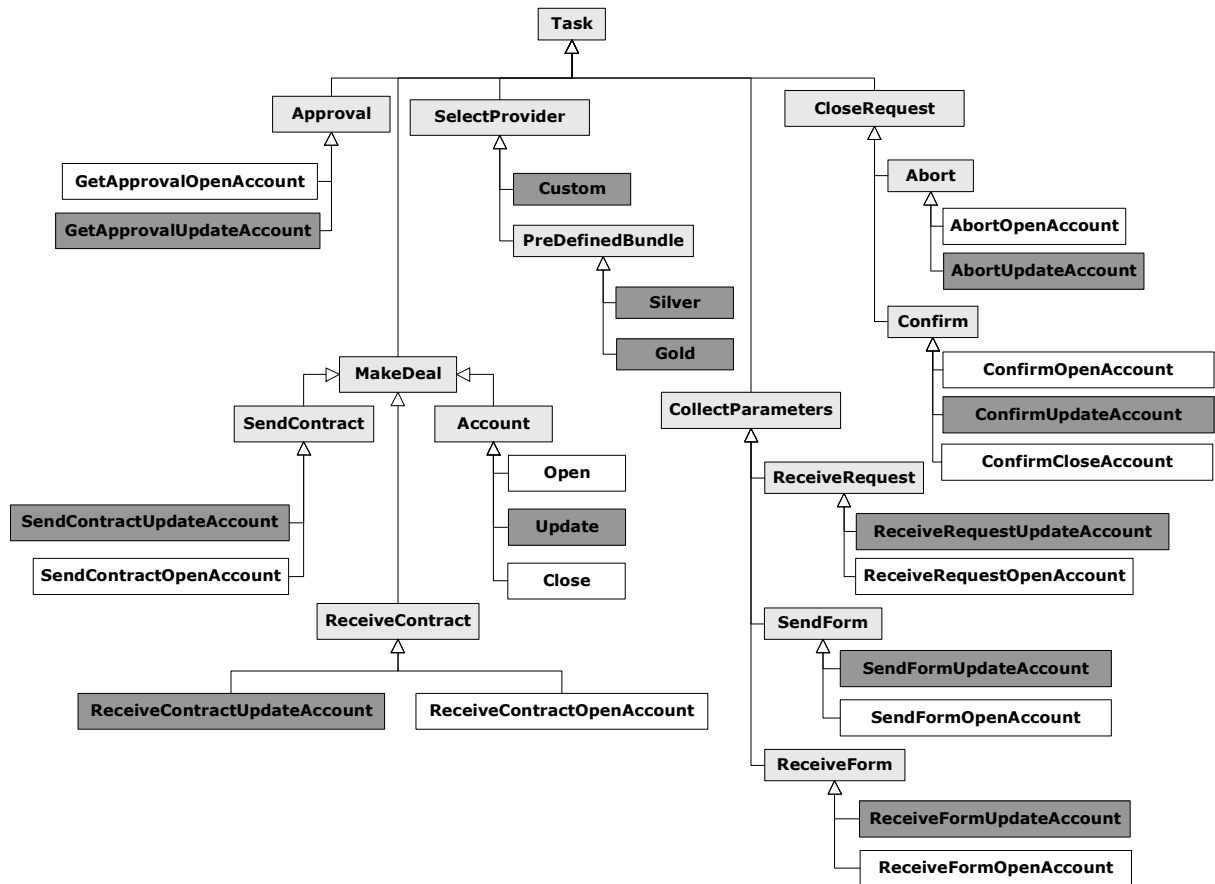 Task
Approval
SelectProvider
CloseRequest
GetApprovalOpenAccount
GetApprovalUpdateAccount
Custom
PreDefinedBundle
Silver
Gold
Abort
AbortOpenAccount
AbortUpdateAccount
Confirm
ConfirmOpenAccount
ConfirmUpdateAccount
ConfirmCloseAccount
MakeDeal
SendContract
Account
CollectParameters
Open
Update
Close
SendContractUpdateAccount
SendContractOpenAccount
ReceiveContract
ReceiveContractUpdateAccount
ReceiveContractOpenAccount
ReceiveRequest
ReceiveRequestUpdateAccount
ReceiveRequestOpenAccount
SendForm
SendFormUpdateAccount
SendFormOpenAccount
ReceiveForm
ReceiveFormUpdateAccount
ReceiveFormOpenAccount